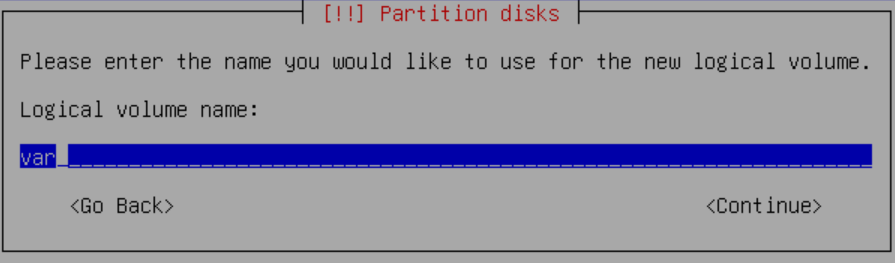 [!!] Partition disks
Please enter the name you would like to use for the new logical volume.
Logical volume name:
var
<Go Back> <Continue>